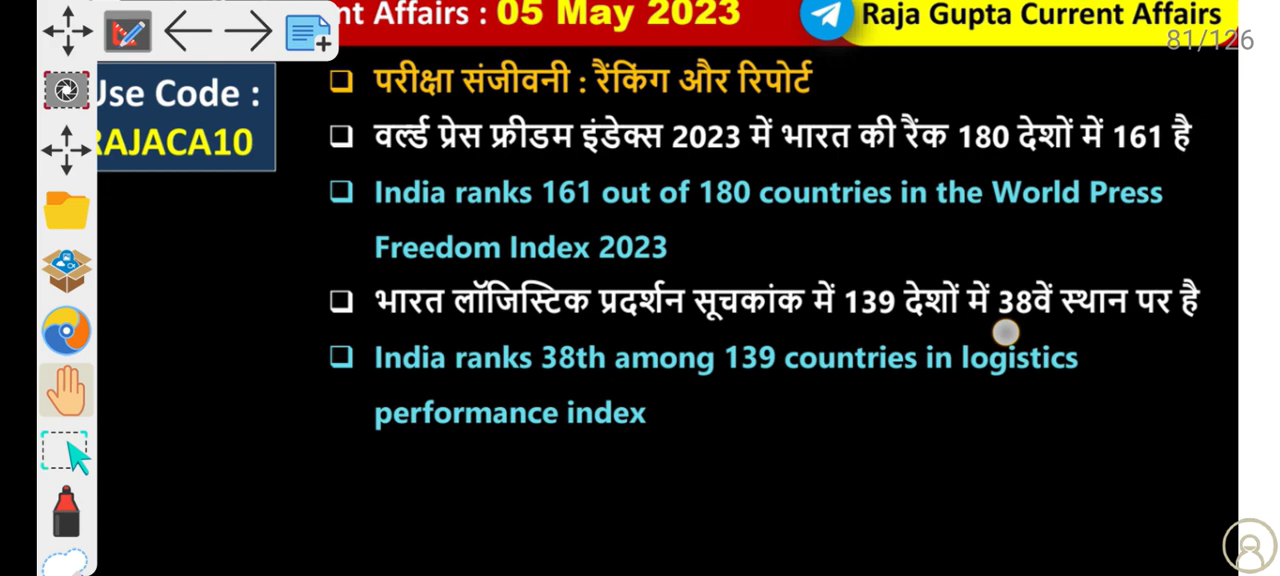 nt Affairs : 05 May 2023
Raja Gupta Current Affairs
81/126
Use Code :
RAJACA10
परीक्षा संजीवनी : रैंकिंग और रिपोर्ट
वर्ल्ड प्रेस फ्रीडम इंडेक्स 2023 में भारत की रैंक 180 देशों में 161 है
India ranks 161 out of 180 countries in the World Press
Freedom Index 2023
भारत लॉजिस्टिक प्रदर्शन सूचकांक में 139 देशों में 38वें स्थान पर है
India ranks 38th among 139 countries in logistics
performance index